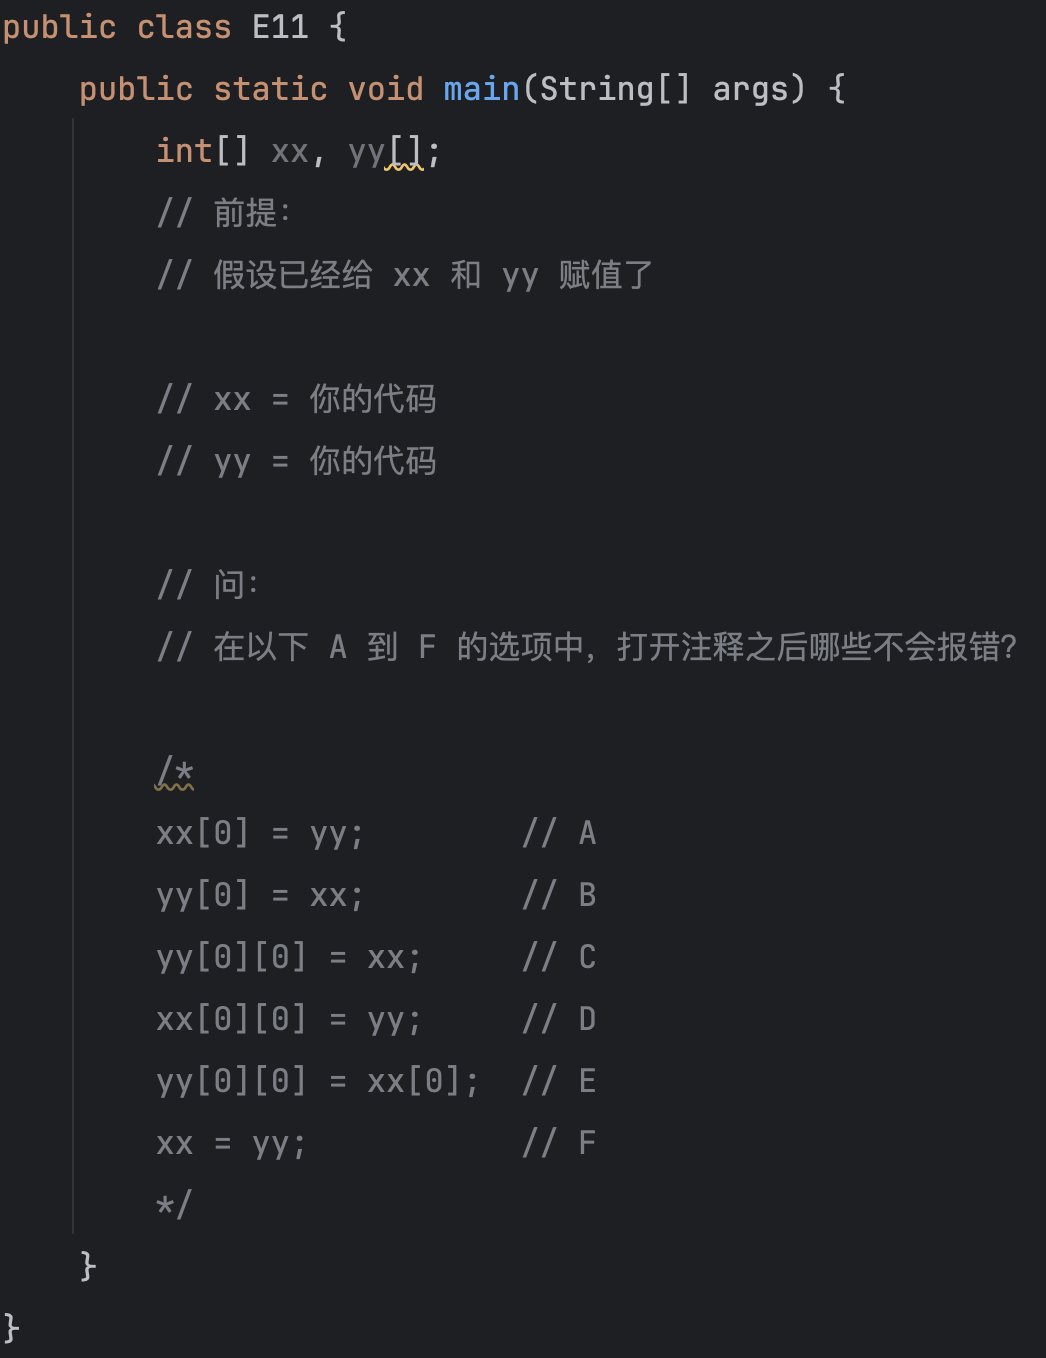 public class E11 {
public static void main(String[] args) {
int[] xx, yy[];
// 前提：
// 假设已经给 xx 和 yy 赋值了
// xx = 你的代码
// yy = 你的代码
// 问：
// 在以下 A 到 F 的选项中，打开注释之后哪些不会报错？
/*
xx[0] = yy;        // A
yy[0] = xx;        // B
yy[0][0] = xx;     // C
xx[0][0] = yy;     // D
yy[0][0] = xx[0];  // E
xx = yy;           // F
*/
}
}